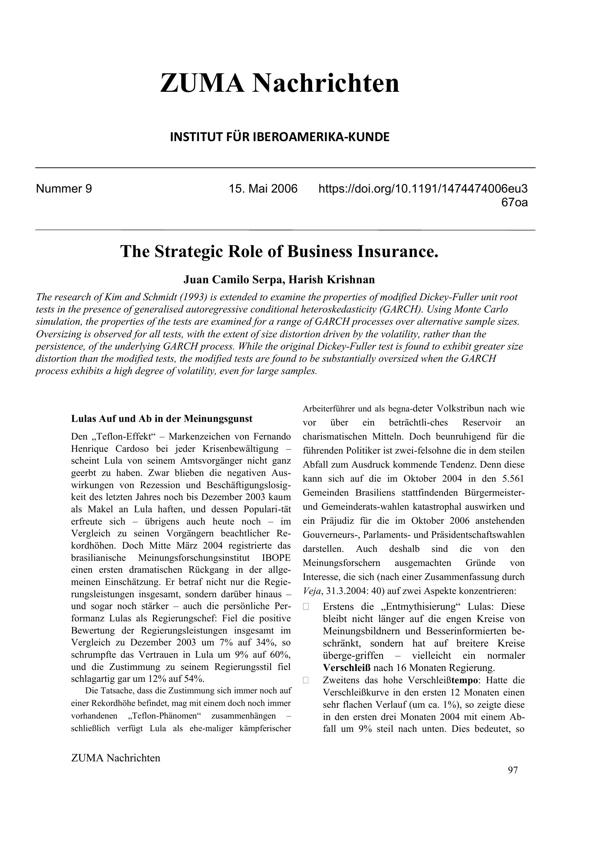 ZUMA Nachrichten
INSTITUT FÜR IBEROAMERIKA-KUNDE
Nummer 9 15. Mai 2006 https://doi.org/10.1191/1474474006eu3
67oa
The Strategic Role of Business Insurance.
Juan Camilo Serpa, Harish Krishnan
The research of Kim and Schmidt (1993) is extended to examine the properties of modified Dickey-Fuller unit root
tests in the presence of generalised autoregressive conditional heteroskedasticity (GARCH). Using Monte Carlo
simulation, the properties of the tests are examined for a range of GARCH processes over alternative sample sizes.
Oversizing is observed for all tests, with the extent of size distortion driven by the volatility, rather than the
persistence, of the underlying GARCH process. While the original Dickey-Fuller test is found to exhibit greater size
distortion than the modified tests, the modified tests are found to be substantially oversized when the GARCH
process exhibits a high degree of volatility, even for large samples.
Lulas Auf und Ab in der Meinungsgunst
Den „Teflon-Effekt“ – Markenzeichen von Fernando
Henrique Cardoso bei jeder Krisenbewältigung –
scheint Lula von seinem Amtsvorgänger nicht ganz
geerbt zu haben. Zwar blieben die negativen Aus-
wirkungen von Rezession und Beschäftigungslosig-
keit des letzten Jahres noch bis Dezember 2003 kaum
als Makel an Lula haften, und dessen Populari-tät
erfreute sich – übrigens auch heute noch – im
Vergleich zu seinen Vorgängern beachtlicher Re-
kordhöhen. Doch Mitte März 2004 registrierte das
brasilianische Meinungsforschungsinstitut IBOPE
einen ersten dramatischen Rückgang in der allge-
meinen Einschätzung. Er betraf nicht nur die Regie-
rungsleistungen insgesamt, sondern darüber hinaus –
und sogar noch stärker – auch die persönliche Per-
formanz Lulas als Regierungschef: Fiel die positive
Bewertung der Regierungsleistungen insgesamt im
Vergleich zu Dezember 2003 um 7% auf 34%, so
schrumpfte das Vertrauen in Lula um 9% auf 60%,
und die Zustimmung zu seinem Regierungsstil fiel
schlagartig gar um 12% auf 54%.
Die Tatsache, dass die Zustimmung sich immer noch auf
einer Rekordhöhe befindet, mag mit einem doch noch immer
vorhandenen „Teflon-Phänomen“ zusammenhängen –
schließlich verfügt Lula als ehe-maliger kämpferischer
Arbeiterführer und als begna-deter Volkstribun nach wie
vor über ein beträchtli-ches Reservoir an
charismatischen Mitteln. Doch beunruhigend für die
führenden Politiker ist zwei-felsohne die in dem steilen
Abfall zum Ausdruck kommende Tendenz. Denn diese
kann sich auf die im Oktober 2004 in den 5.561
Gemeinden Brasiliens stattfindenden Bürgermeister-
und Gemeinderats-wahlen katastrophal auswirken und
ein Präjudiz für die im Oktober 2006 anstehenden
Gouverneurs-, Parlaments- und Präsidentschaftswahlen
darstellen. Auch deshalb sind die von den
Meinungsforschern ausgemachten Gründe von
Interesse, die sich (nach einer Zusammenfassung durch
Veja, 31.3.2004: 40) auf zwei Aspekte konzentrieren:
Erstens die „Entmythisierung“ Lulas: Diese
bleibt nicht länger auf die engen Kreise von
Meinungsbildnern und Besserinformierten be-
schränkt, sondern hat auf breitere Kreise
überge-griffen – vielleicht ein normaler
Verschleiß nach 16 Monaten Regierung.
Zweitens das hohe Verschleißtempo: Hatte die
Verschleißkurve in den ersten 12 Monaten einen
sehr flachen Verlauf (um ca. 1%), so zeigte diese
in den ersten drei Monaten 2004 mit einem Ab-
fall um 9% steil nach unten. Dies bedeutet, so
ZUMA Nachrichten
97